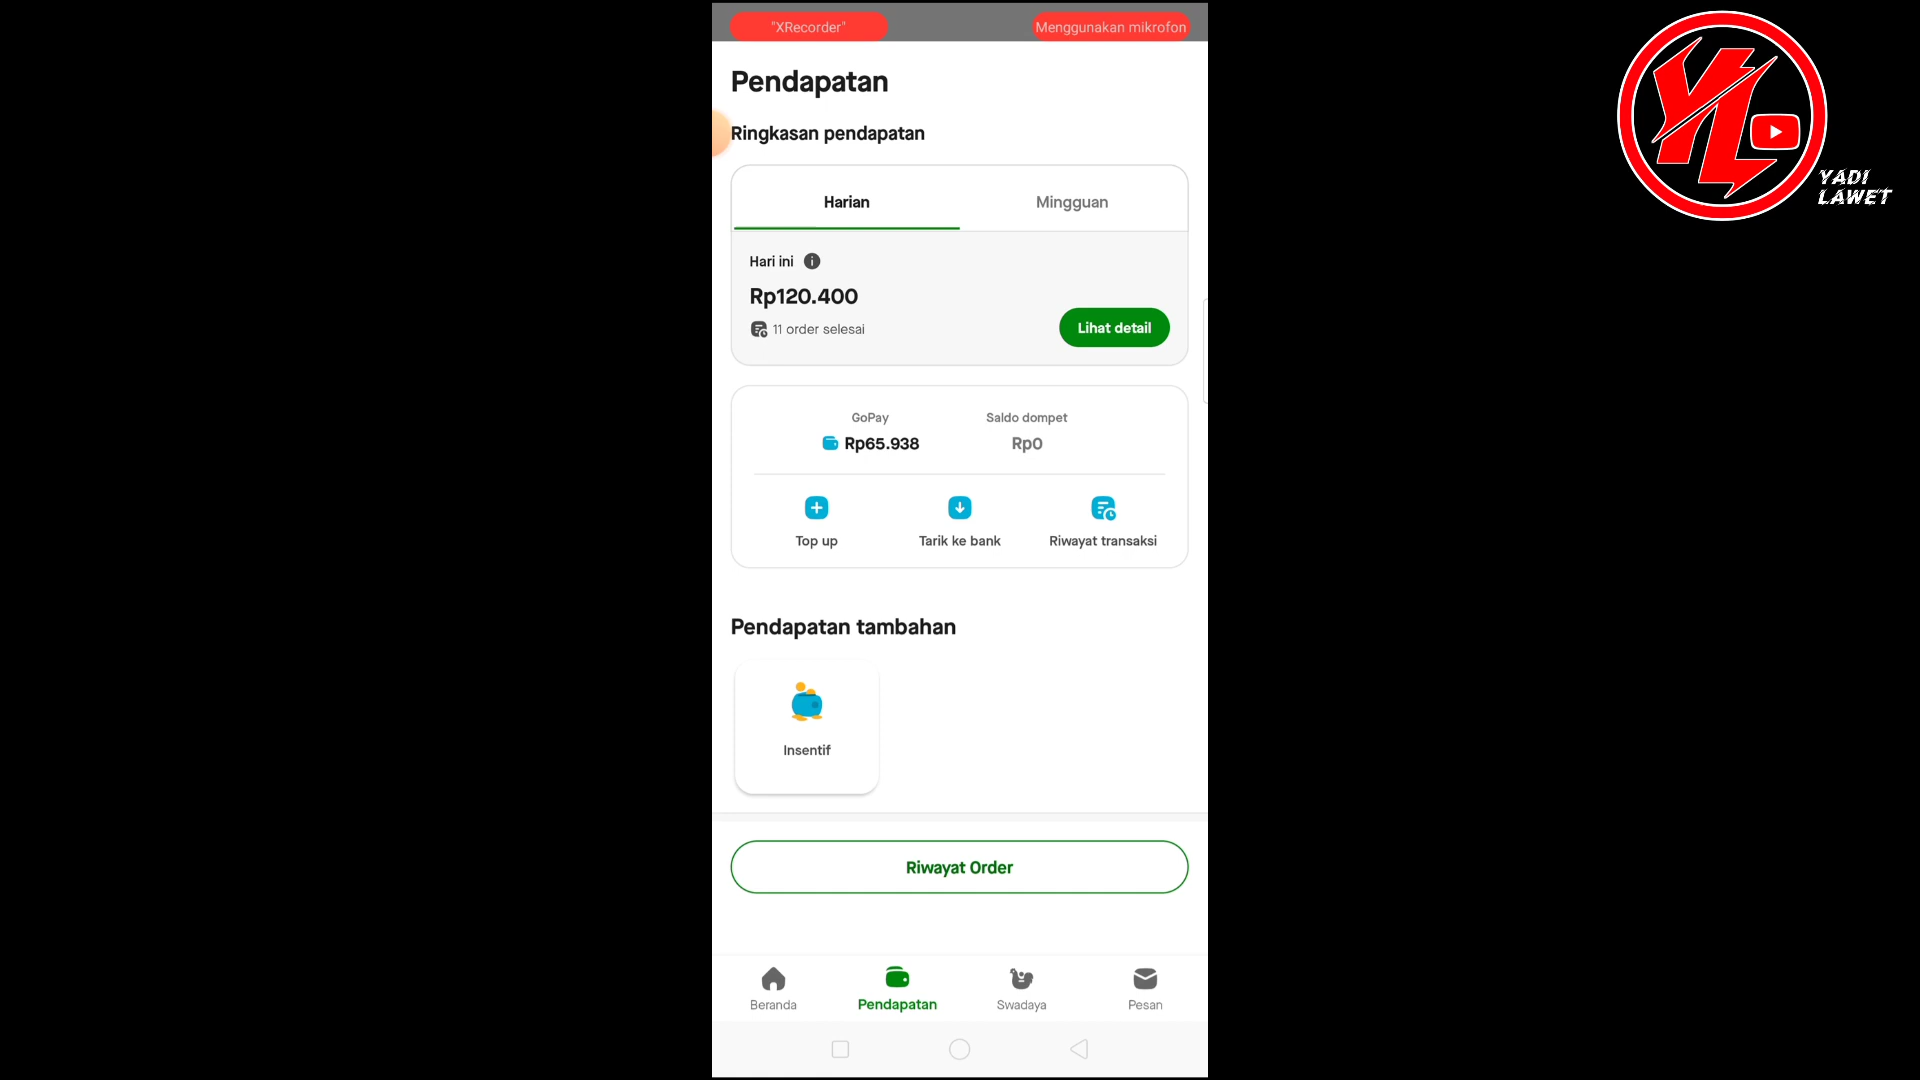 "XRecorder"
Menggunakan mikrofon
Pendapatan
Ringkasan pendapatan
Harian
Mingguan
Hari ini
Rp120.400
11 order selesai
Lihat detail
GoPay
Saldo dompet
Rp65.938
Rp0
Top up
Tarik ke bank
Riwayat transaksi
Pendapatan tambahan
Insentif
Riwayat Order
Beranda
Pendapatan
Swadaya
Pesan
YL
YADI
LAWET